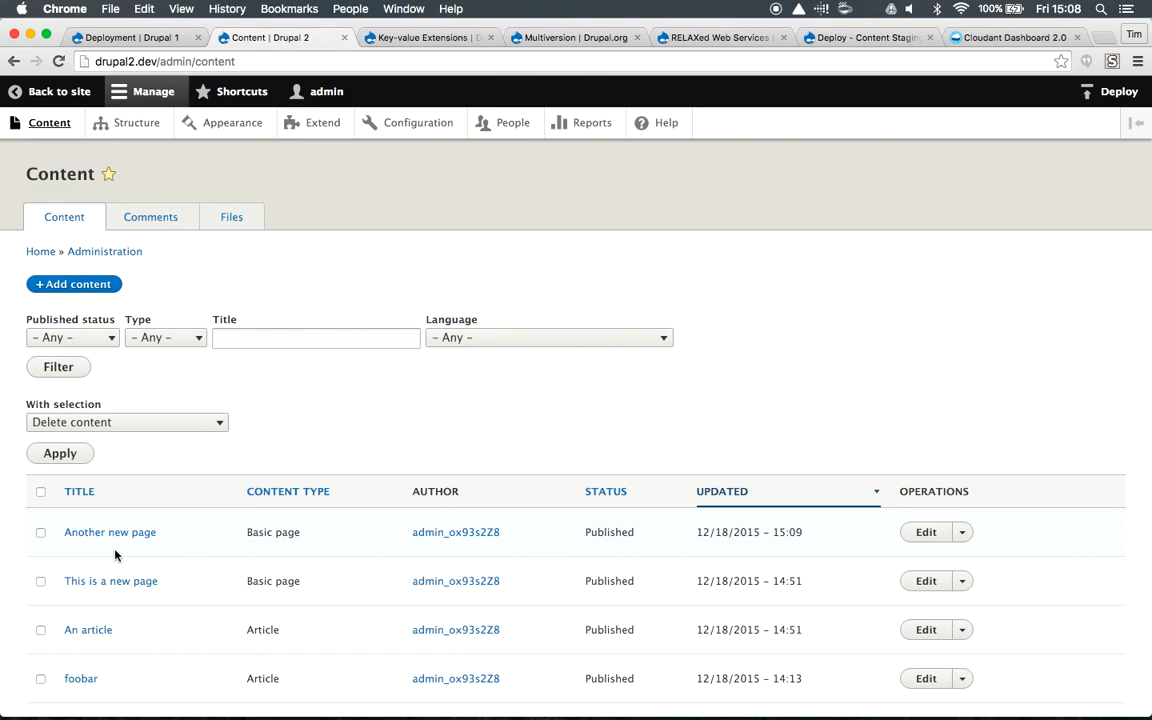 Chrome File Edit View History Bookmarks People Window Help 100% Fri 15:08
Deployment | Drupal 1 Content | Drupal 2 Key-value Extensions | D Multiversion | Drupal.org RELAXed Web Services | Deploy - Content Staging Cloudant Dashboard 2.0 Tim
drupal2.dev/admin/content S
Back to site Manage Shortcuts admin Deploy
Content Structure Appearance Extend Configuration People Reports Help
Content
Content Comments Files
Home » Administration
+ Add content
Published status Type Title Language
– Any – – Any – – Any –
Filter
With selection
Delete content
Apply
TITLE CONTENT TYPE AUTHOR STATUS UPDATED OPERATIONS
Another new page Basic page admin_ox93s2Z8 Published 12/18/2015 – 15:09 Edit
This is a new page Basic page admin_ox93s2Z8 Published 12/18/2015 – 14:51 Edit
An article Article admin_ox93s2Z8 Published 12/18/2015 – 14:51 Edit
foobar Article admin_ox93s2Z8 Published 12/18/2015 – 14:13 Edit